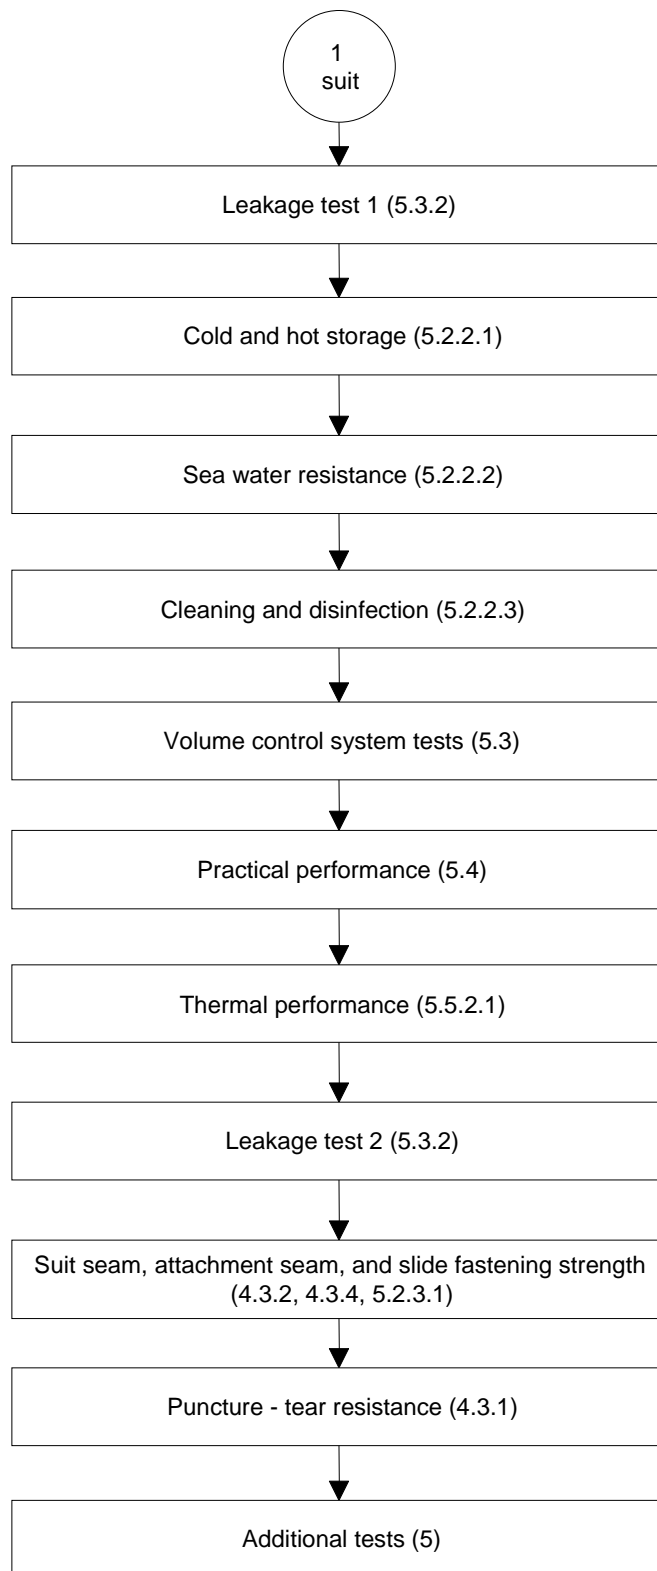 1
suit
Leakage test 1 (5.3.2)
Cold and hot storage (5.2.2.1)
Sea water resistance (5.2.2.2)
Cleaning and disinfection (5.2.2.3)
Volume control system tests (5.3)
Practical performance (5.4)
Thermal performance (5.5.2.1)
Leakage test 2 (5.3.2)
Suit seam, attachment seam, and slide fastening strength
(4.3.2, 4.3.4, 5.2.3.1)
Puncture - tear resistance (4.3.1)
Additional tests (5)